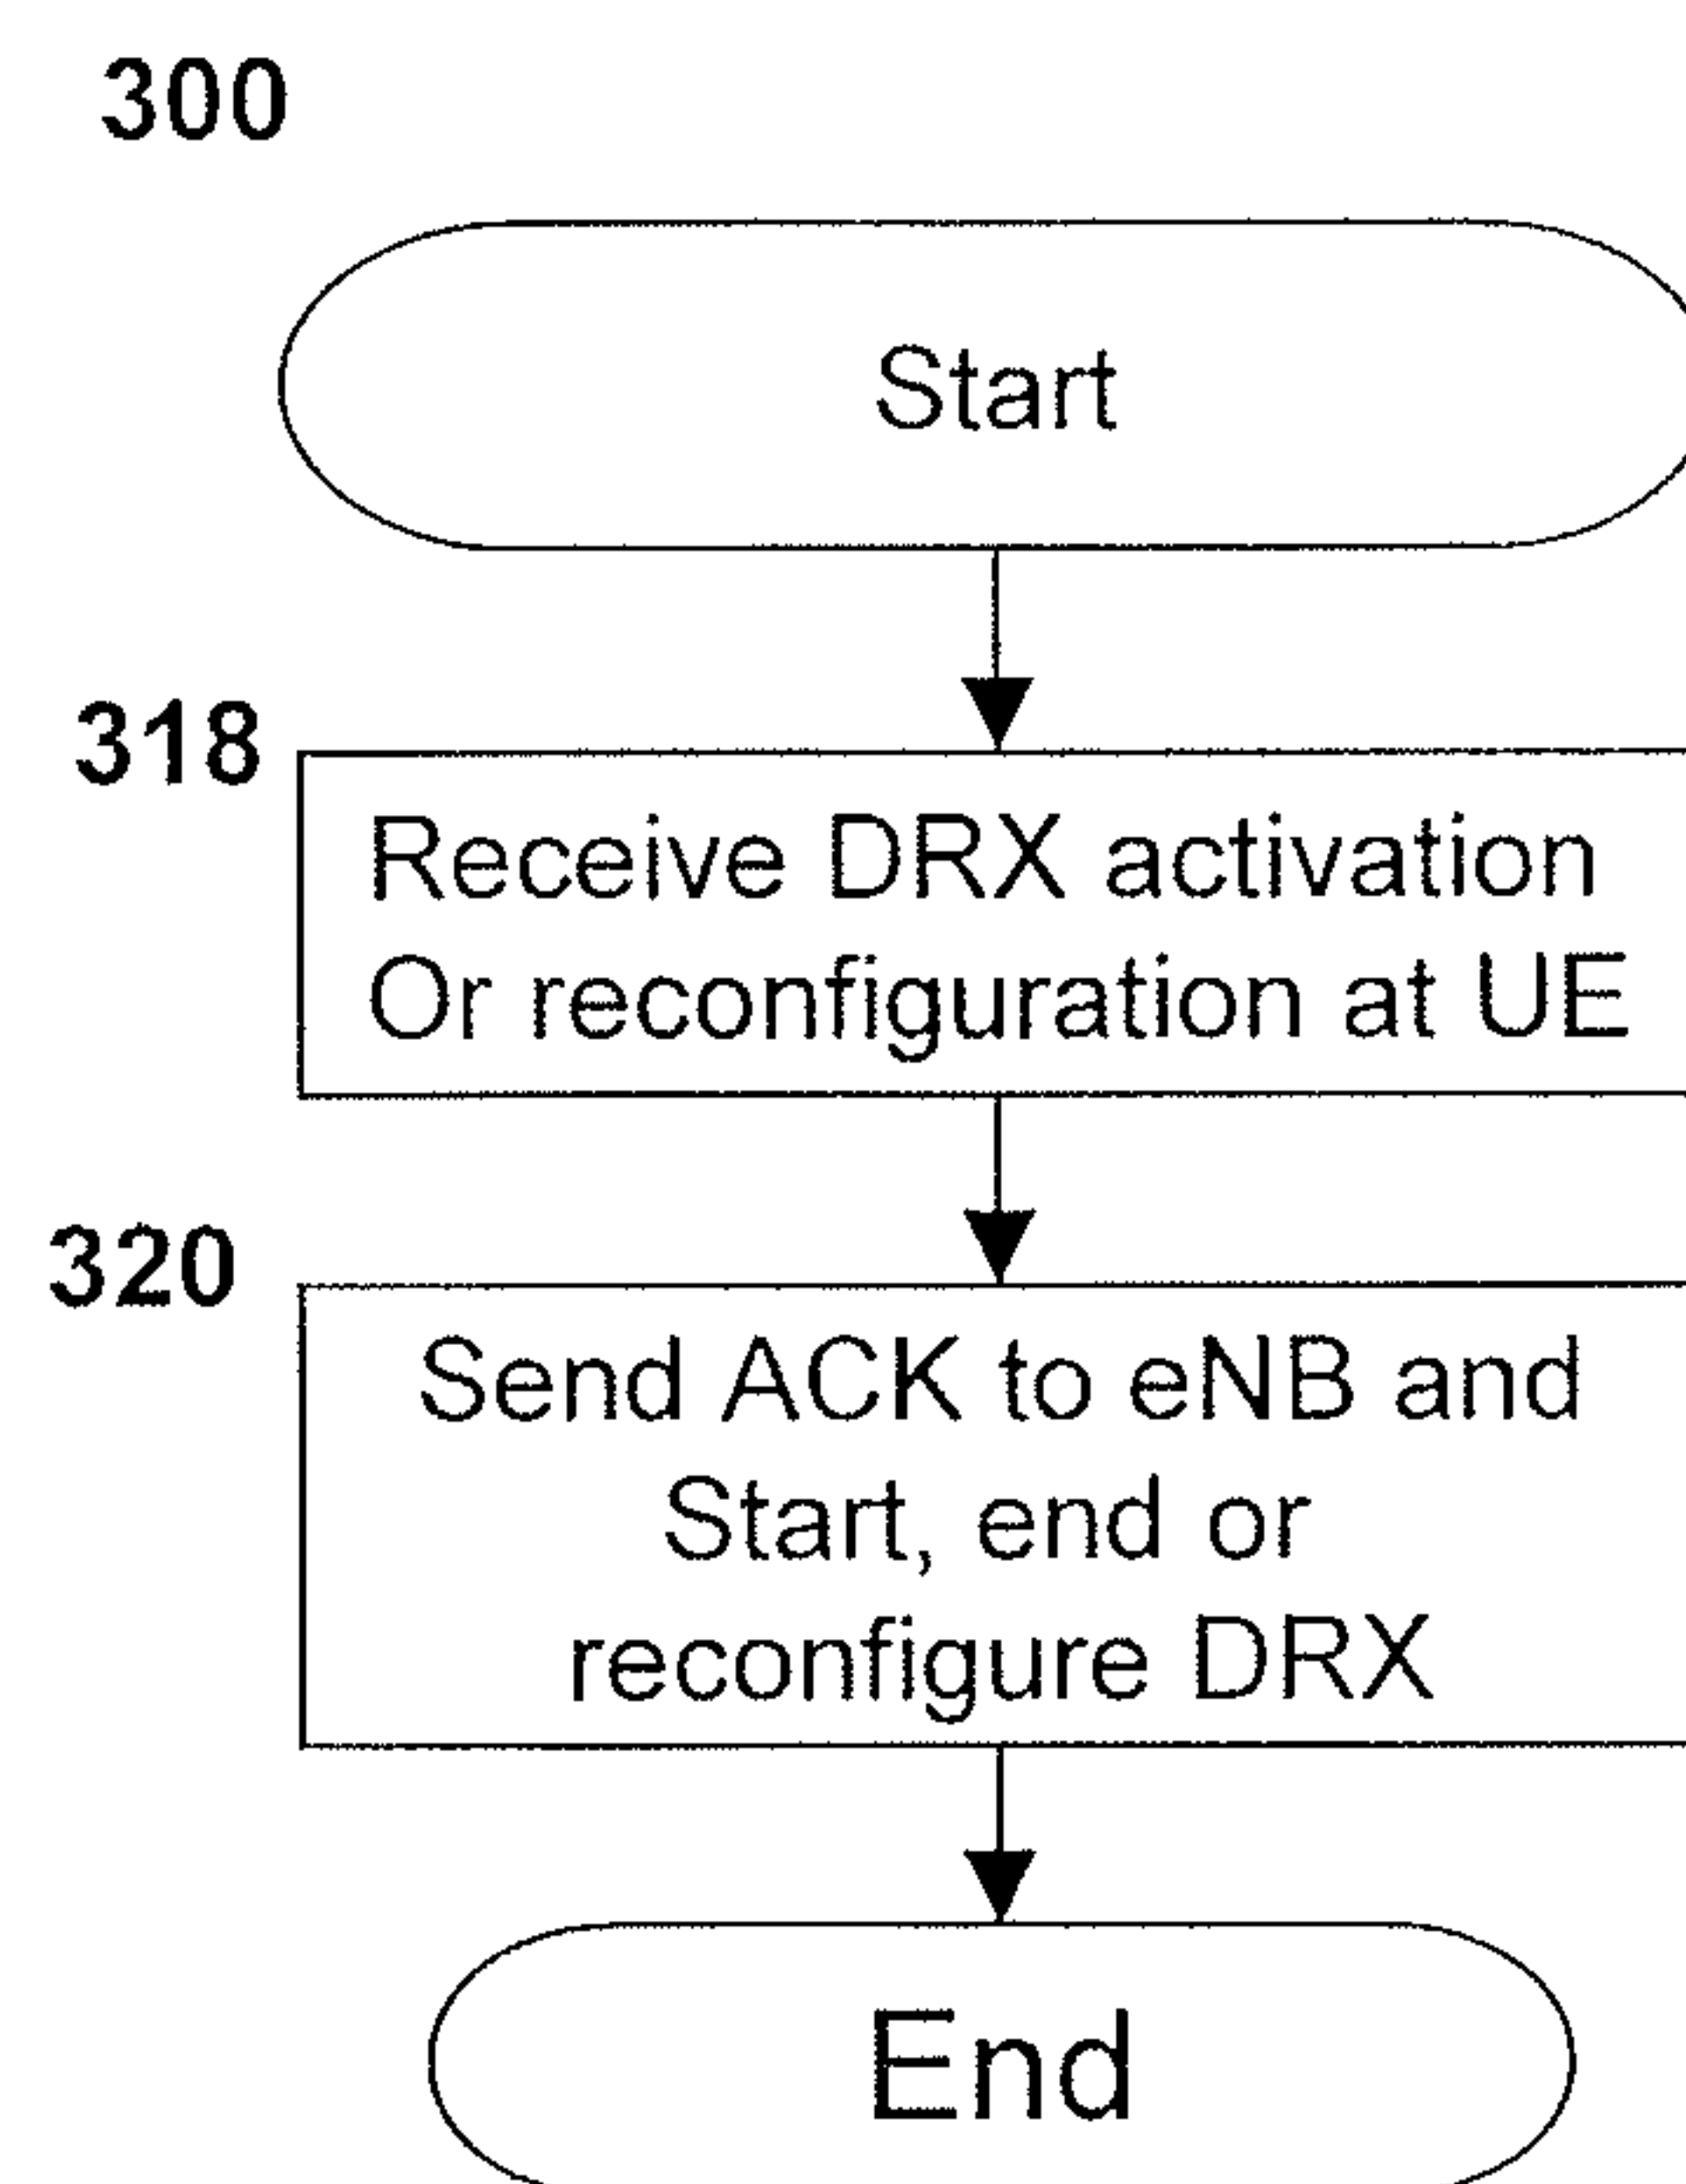 300
Start
318
Receive DRX activation
Or reconfiguration at UE
320
Send ACK to eNB and
Start, end or
reconfigure DRX
End